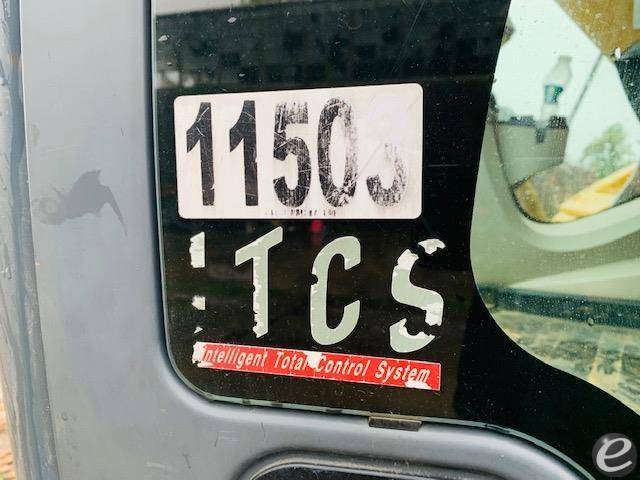 1150
ITCS
Intelligent Total Control System
e